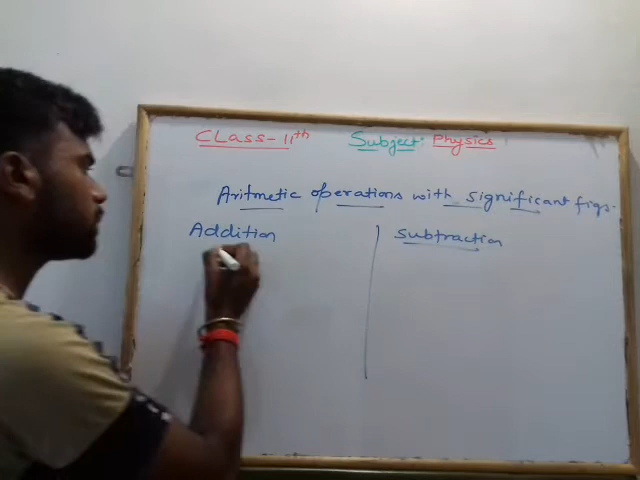 CLass-11th Subject: Physics
Aritmetic operations with significant figs.
Addition
subtraction